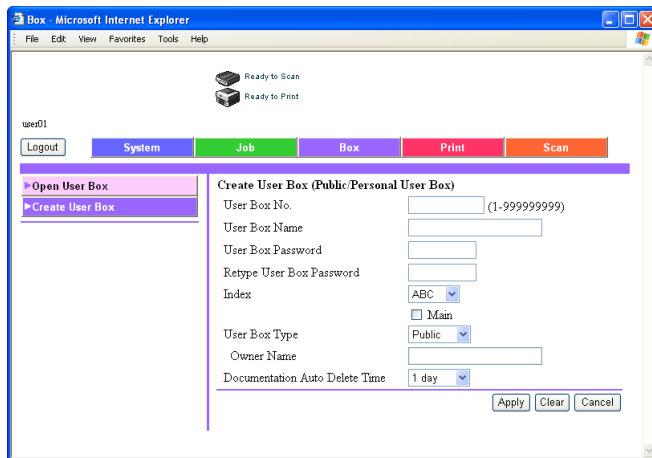 Box - Microsoft Internet Explorer
File Edit View Favorites Tools Help
Ready to Scan
Ready to Print
user01
Logout System Job Box Print Scan
Open User Box
Create User Box
Create User Box (Public/Personal User Box)
User Box No. (1-999999999)
User Box Name
User Box Password
Retype User Box Password
Index ABC
Main
User Box Type Public
Owner Name
Documentation Auto Delete Time 1 day
Apply Clear Cancel